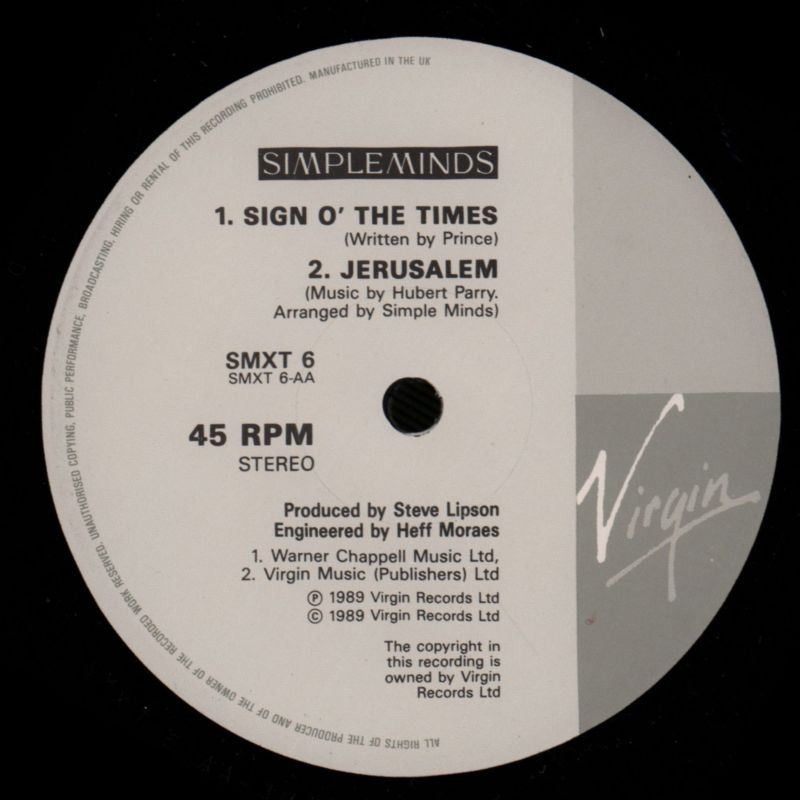 SIMPLE MINDS
1. SIGN O' THE TIMES
(Written by Prince)
2. JERUSALEM
(Music by Hubert Parry.
Arranged by Simple Minds)
SMXT 6
SMXT 6-AA
45 RPM
STEREO
Produced by Steve Lipson
Engineered by Heff Moraes
1. Warner Chappell Music Ltd,
2. Virgin Music (Publishers) Ltd
Ⓟ 1989 Virgin Records Ltd
© 1989 Virgin Records Ltd
The copyright in
this recording is
owned by Virgin
Records Ltd
Virgin
ALL RIGHTS OF THE PRODUCER AND OF THE OWNER OF THE RECORDED WORK RESERVED. UNAUTHORISED COPYING, PUBLIC PERFORMANCE, BROADCASTING, HIRING OR RENTAL OF THIS RECORDING PROHIBITED. MANUFACTURED IN THE UK